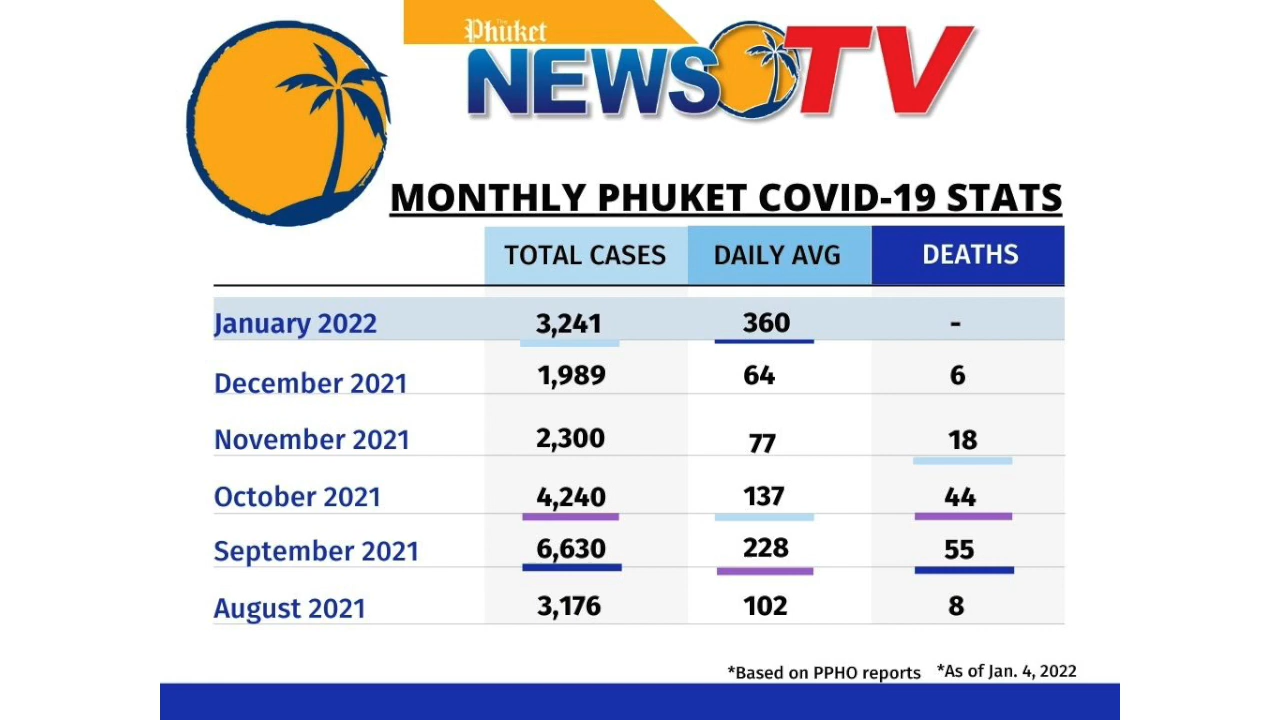 The
Phuket
NEWS TV
MONTHLY PHUKET COVID-19 STATS
TOTAL CASES DAILY AVG DEATHS
January 2022 3,241 360 -
December 2021 1,989 64 6
November 2021 2,300 77 18
October 2021 4,240 137 44
September 2021 6,630 228 55
August 2021 3,176 102 8
*Based on PPHO reports *As of Jan. 4, 2022